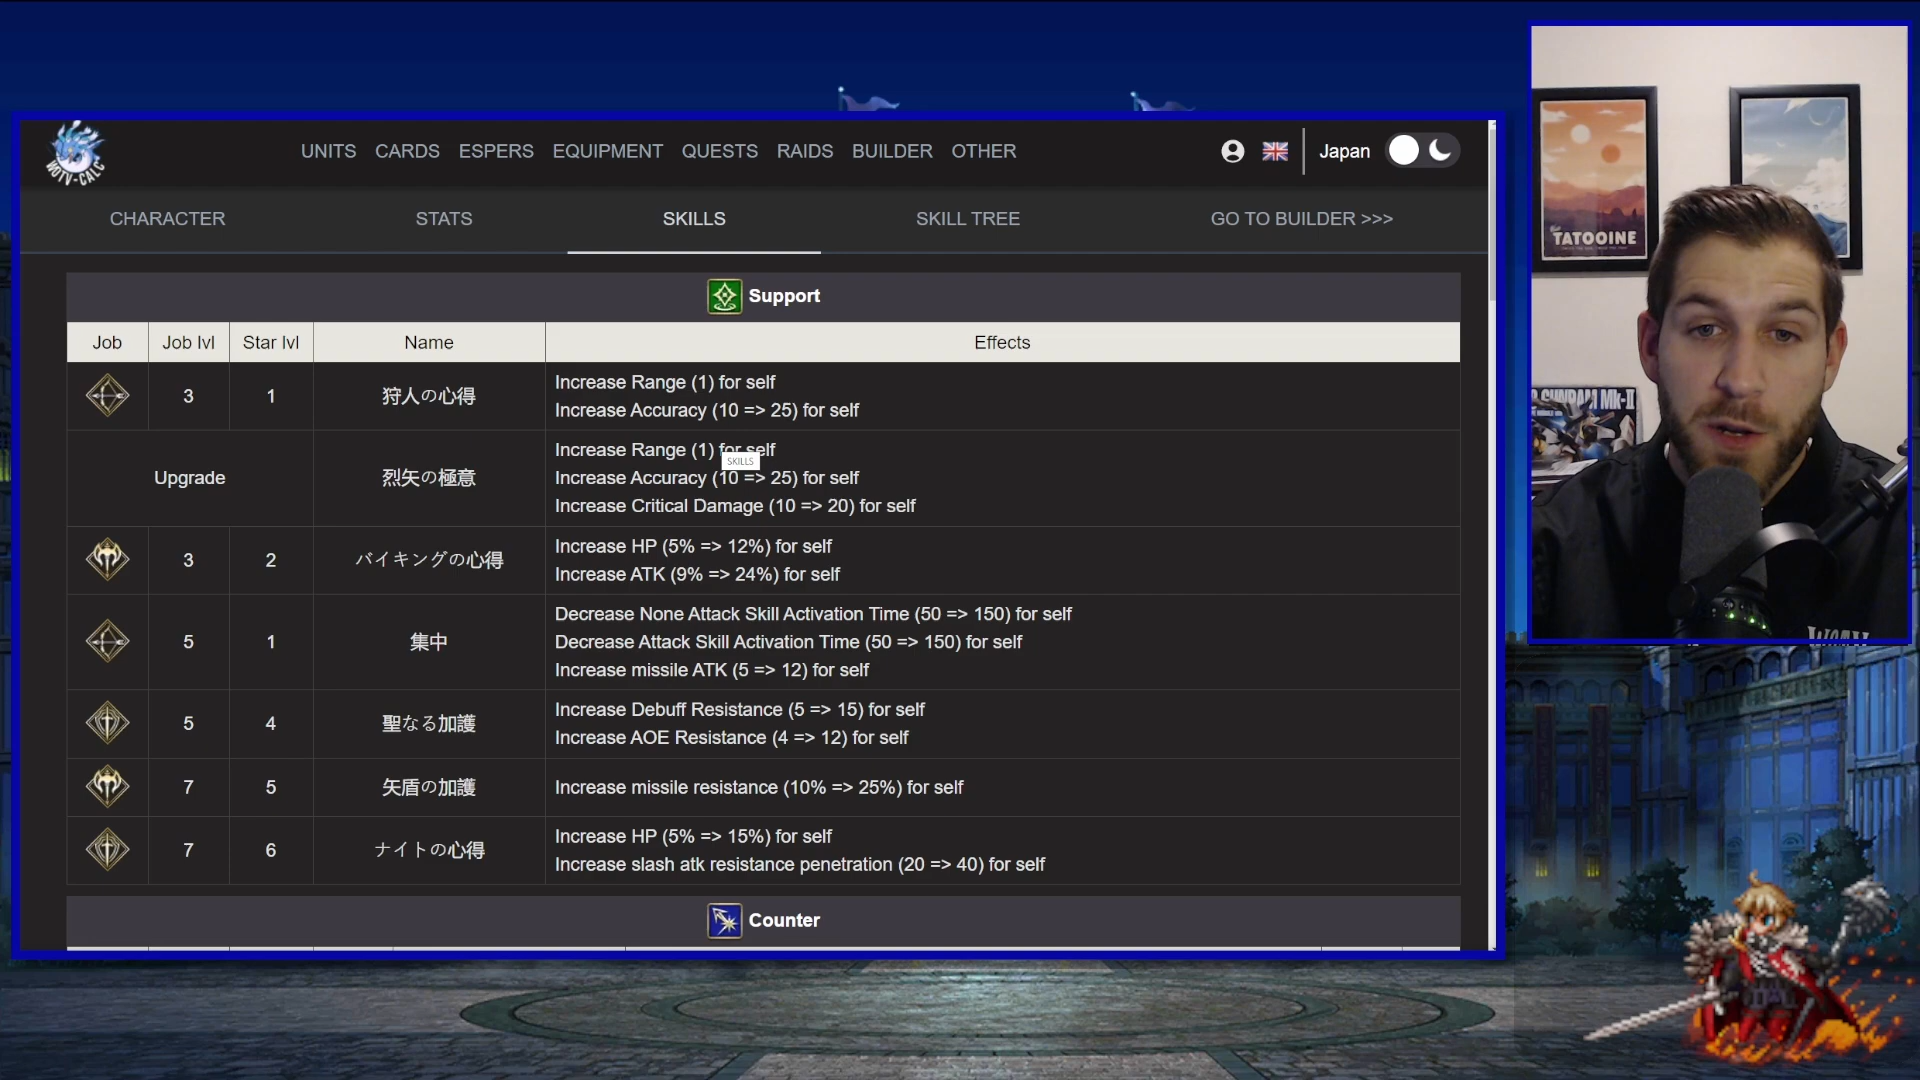 WOTV-CALC
UNITS CARDS ESPERS EQUIPMENT QUESTS RAIDS BUILDER OTHER
Japan
CHARACTER STATS SKILLS SKILL TREE GO TO BUILDER >>>
Support
Job Job lvl Star lvl Name Effects
3 1 狩人の心得
Increase Range (1) for self
Increase Accuracy (10 => 25) for self
Upgrade 烈矢の極意
Increase Range (1) for self
SKILLS
Increase Accuracy (10 => 25) for self
Increase Critical Damage (10 => 20) for self
3 2 バイキングの心得
Increase HP (5% => 12%) for self
Increase ATK (9% => 24%) for self
5 1 集中
Decrease None Attack Skill Activation Time (50 => 150) for self
Decrease Attack Skill Activation Time (50 => 150) for self
Increase missile ATK (5 => 12) for self
5 4 聖なる加護
Increase Debuff Resistance (5 => 15) for self
Increase AOE Resistance (4 => 12) for self
7 5 矢盾の加護
Increase missile resistance (10% => 25%) for self
7 6 ナイトの心得
Increase HP (5% => 15%) for self
Increase slash atk resistance penetration (20 => 40) for self
Counter
TATOOINE
GUNDAM Mk-II